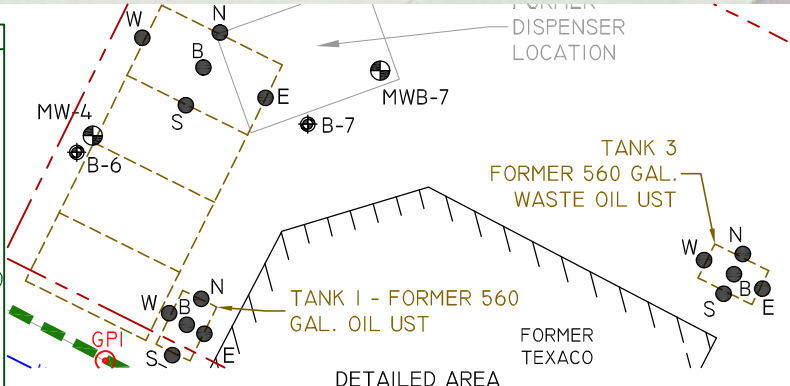 FORMER
DISPENSER
LOCATION
W
N
B
E
S
MWB-7
MW-4
B-7
B-6
TANK 3
FORMER 560 GAL.
WASTE OIL UST
W
N
B
S
E
TANK 1 - FORMER 560
GAL. OIL UST
W
N
B
S
E
FORMER
TEXACO
GP1
DETAILED AREA